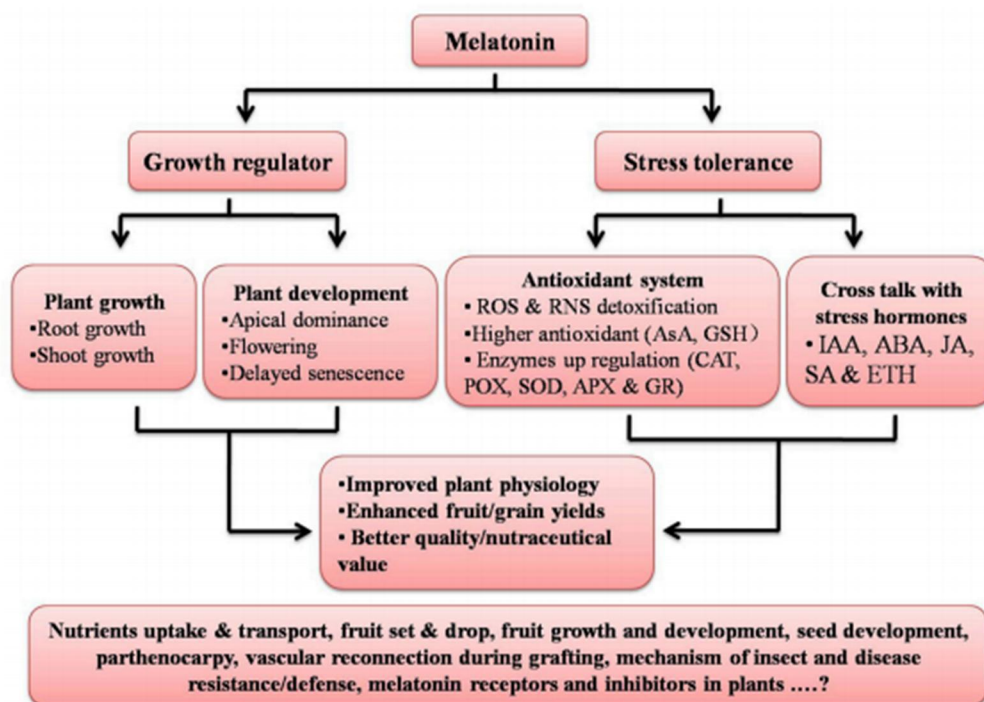 Melatonin
Growth regulator
Stress tolerance
Plant growth
▪Root growth
▪Shoot growth
Plant development
▪Apical dominance
▪Flowering
▪Delayed senescence
Antioxidant system
▪ ROS & RNS detoxification
▪Higher antioxidant (AsA, GSH）
▪ Enzymes up regulation (CAT,
POX, SOD, APX & GR)
Cross talk with
stress hormones
▪ IAA, ABA, JA,
SA & ETH
▪Improved plant physiology
▪Enhanced fruit/grain yields
▪ Better quality/nutraceutical
value
Nutrients uptake & transport, fruit set & drop, fruit growth and development, seed development,
parthenocarpy, vascular reconnection during grafting, mechanism of insect and disease
resistance/defense, melatonin receptors and inhibitors in plants ....?